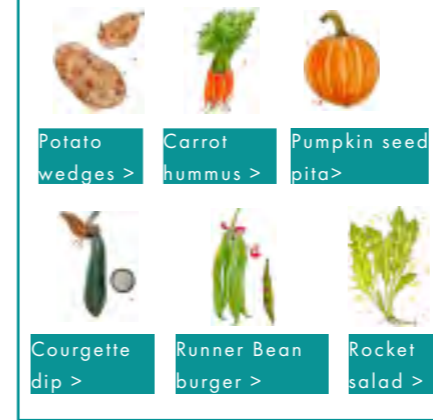 Potato
wedges >
Carrot
hummus >
Pumpkin seed
pita>
Courgette
dip >
Runner Bean
burger >
Rocket
salad >